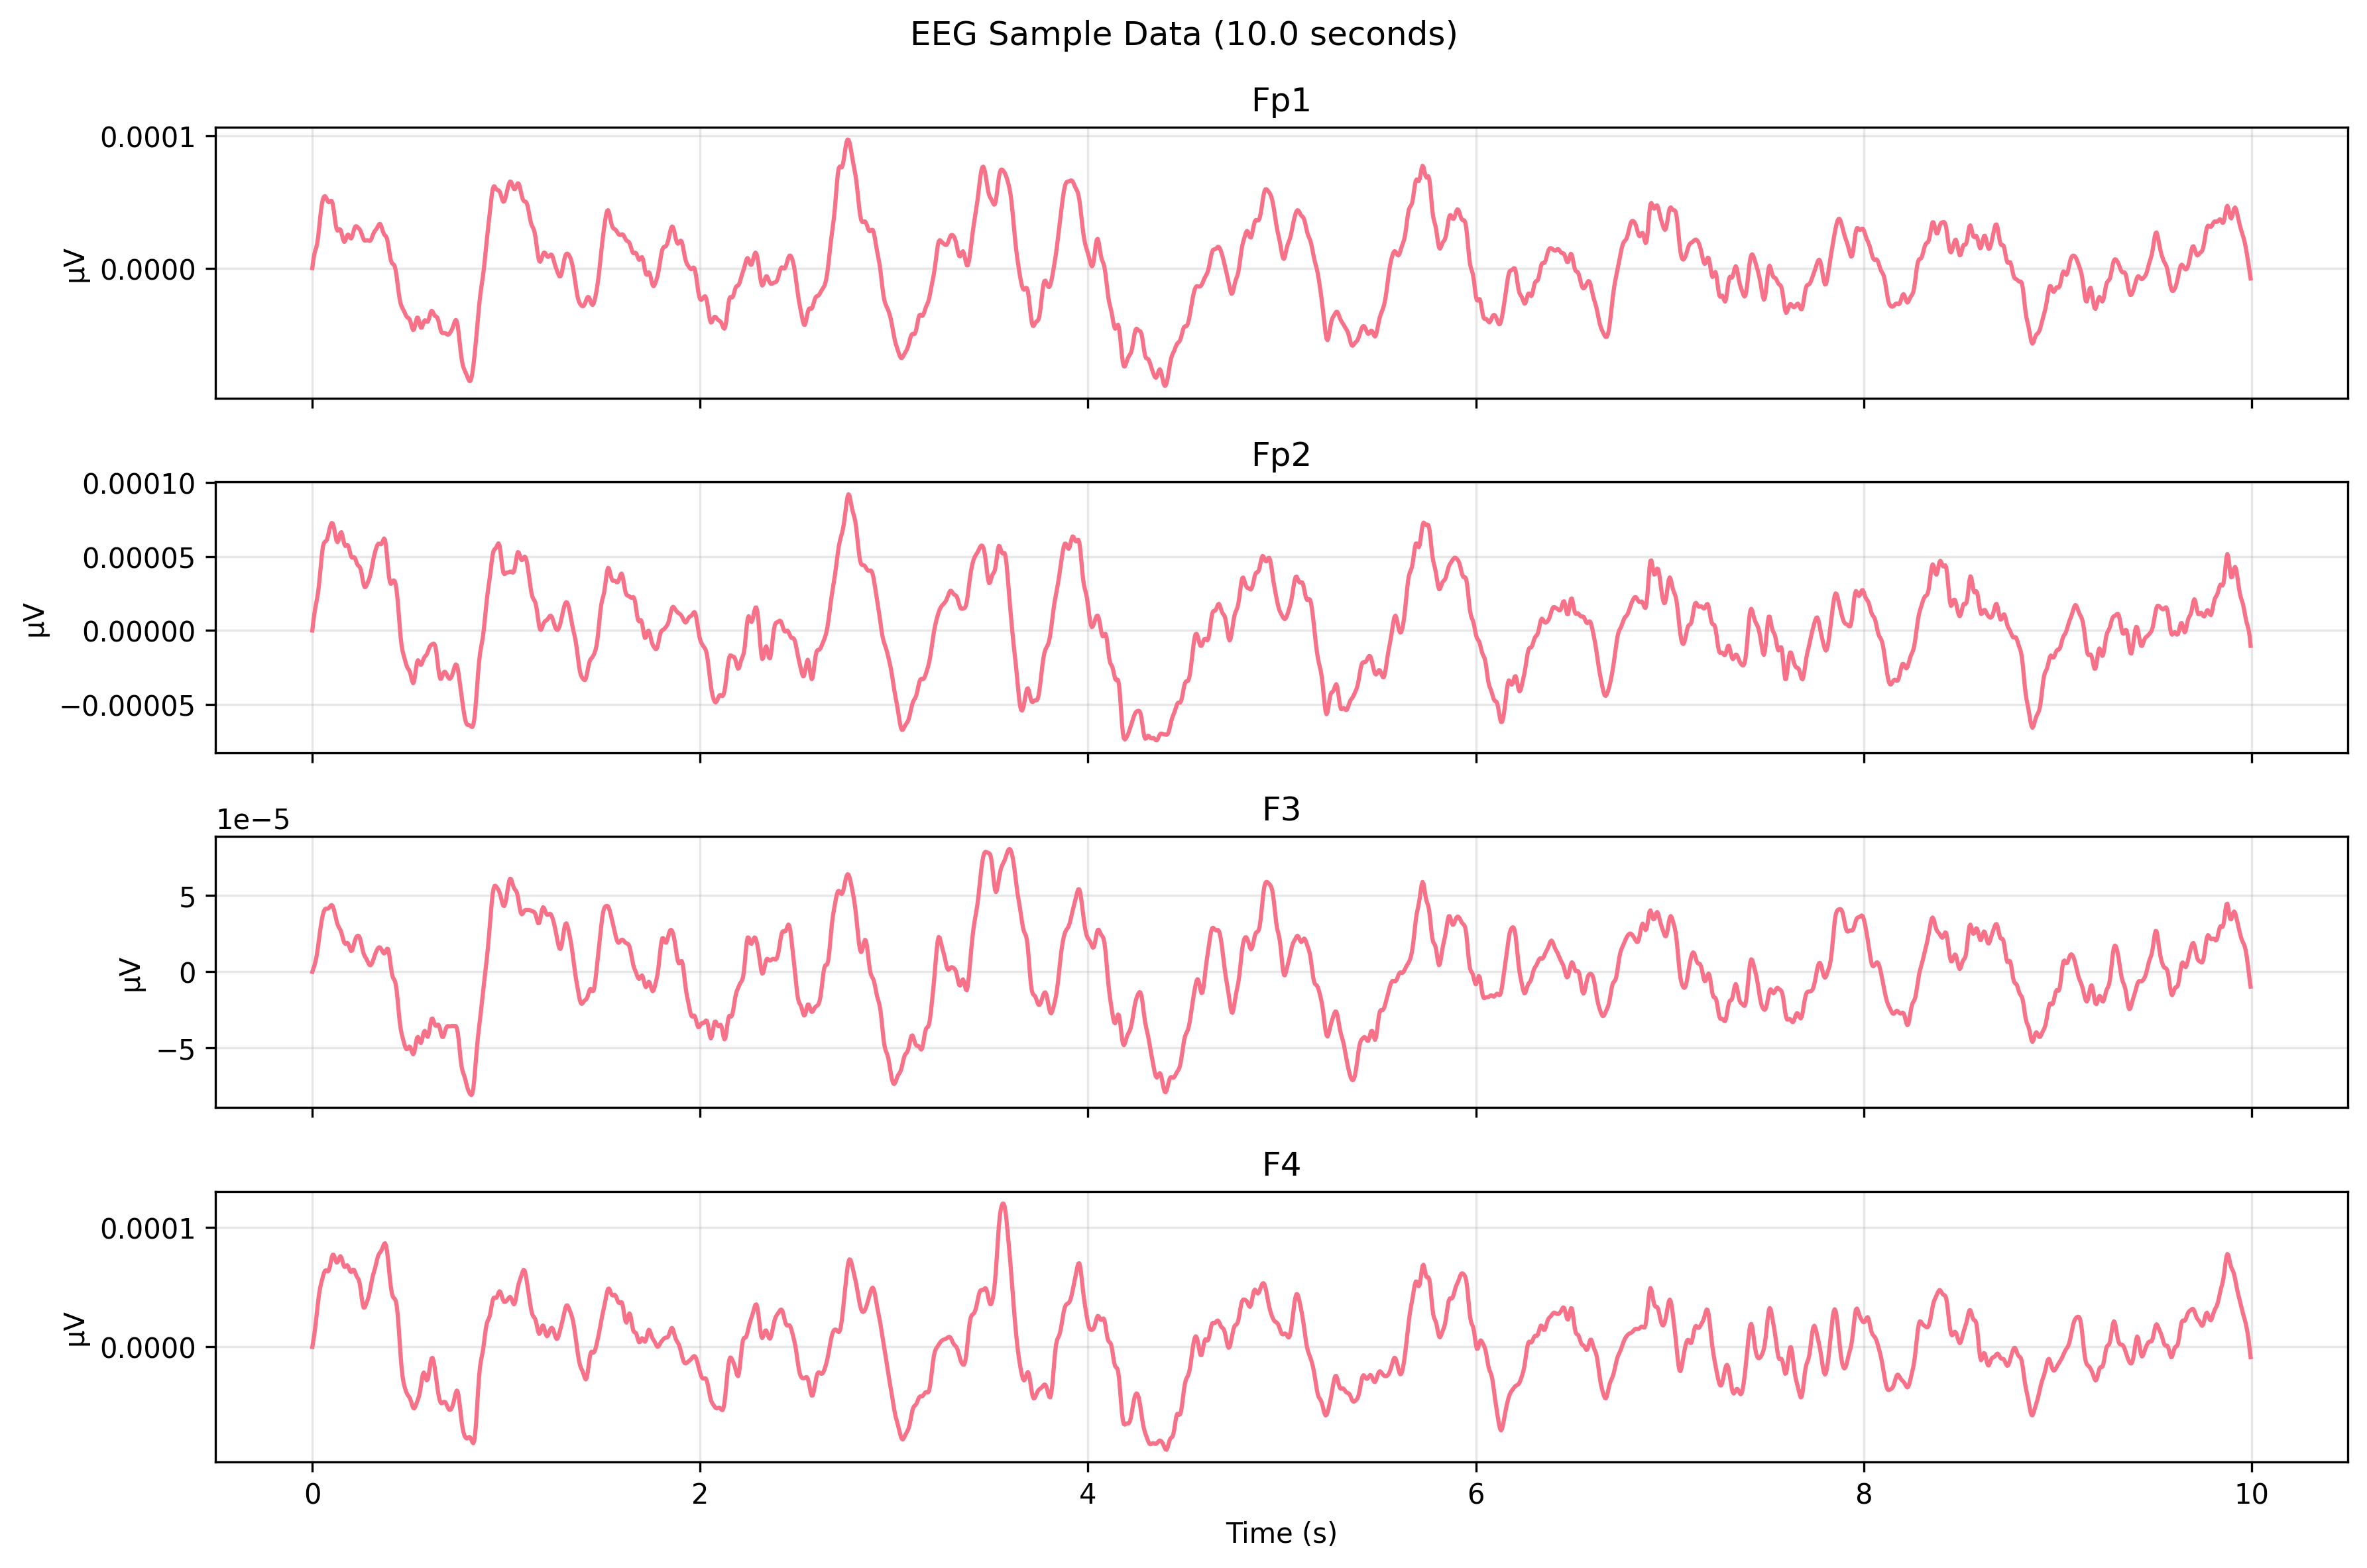 EEG Sample Data (10.0 seconds)
Fp1
0.0001
0.0000
µV
Fp2
0.00010
0.00005
0.00000
−0.00005
µV
F3
1e−5
5
0
−5
µV
F4
0.0001
0.0000
µV
0 2 4 6 8 10
Time (s)